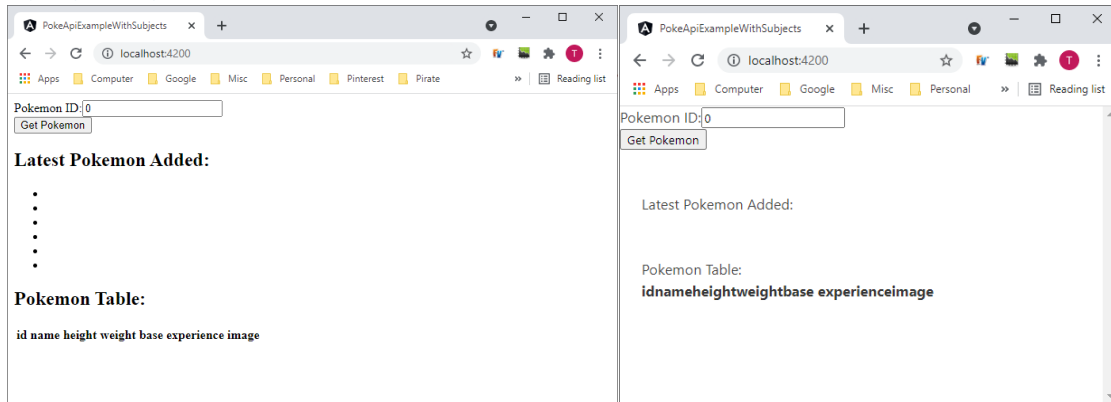 PokeApiExampleWithSubjects
localhost:4200
Apps Computer Google Misc Personal Pinterest Pirate » Reading list
Pokemon ID: 0
Get Pokemon
Latest Pokemon Added:
Pokemon Table:
id name height weight base experience image
PokeApiExampleWithSubjects
T
localhost:4200
T
Apps Computer Google Misc Personal » Reading list
Pokemon ID: 0
Get Pokemon
Latest Pokemon Added:
Pokemon Table:
idnameheightweightbase experienceimage